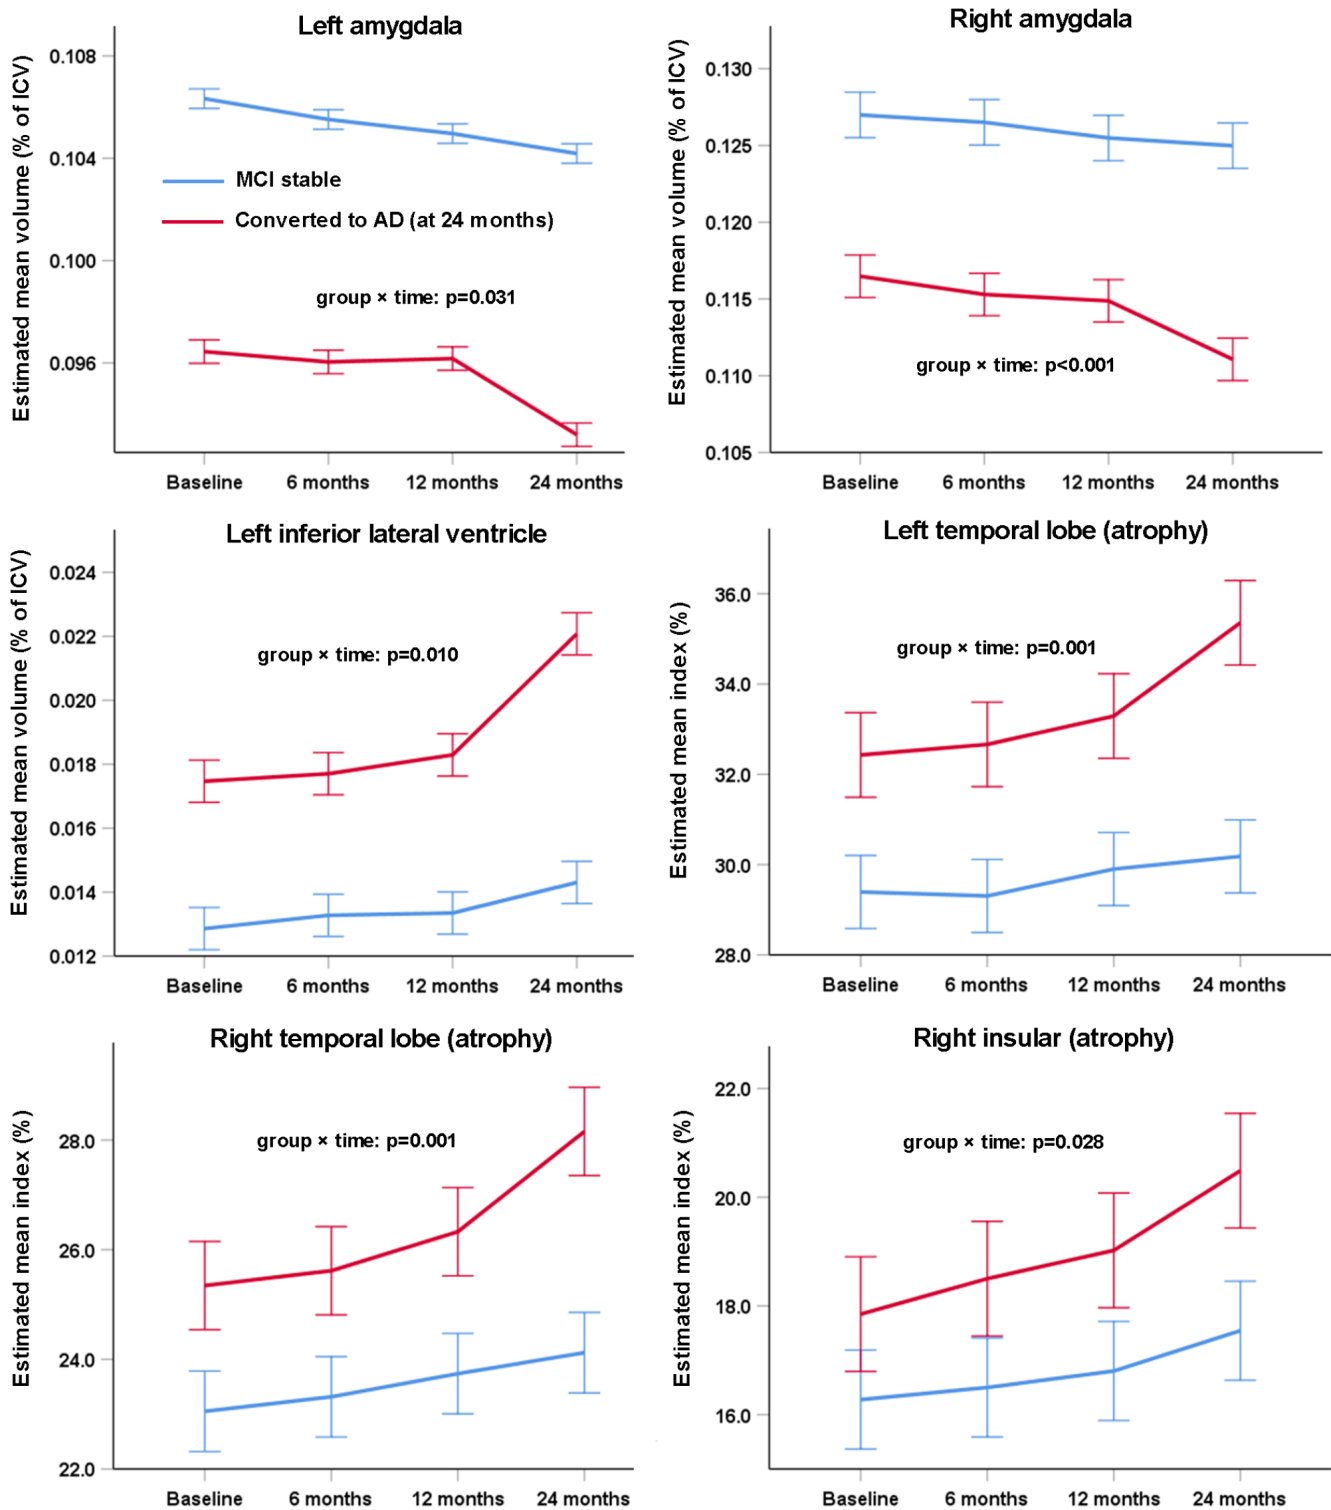 Left amygdala
Estimated mean volume (% of ICV)
0.108
0.104
0.100
0.096
MCI stable
Converted to AD (at 24 months)
group × time: p=0.031
Baseline 6 months 12 months 24 months
Right amygdala
Estimated mean volume (% of ICV)
0.130
0.125
0.120
0.115
0.110
0.105
group × time: p<0.001
Baseline 6 months 12 months 24 months
Left inferior lateral ventricle
Estimated mean volume (% of ICV)
0.024
0.022
0.020
0.018
0.016
0.014
0.012
group × time: p=0.010
Baseline 6 months 12 months 24 months
Left temporal lobe (atrophy)
Estimated mean index (%)
36.0
34.0
32.0
30.0
28.0
group × time: p=0.001
Baseline 6 months 12 months 24 months
Right temporal lobe (atrophy)
Estimated mean index (%)
28.0
26.0
24.0
22.0
group × time: p=0.001
Baseline 6 months 12 months 24 months
Right insular (atrophy)
Estimated mean index (%)
22.0
20.0
18.0
16.0
group × time: p=0.028
Baseline 6 months 12 months 24 months